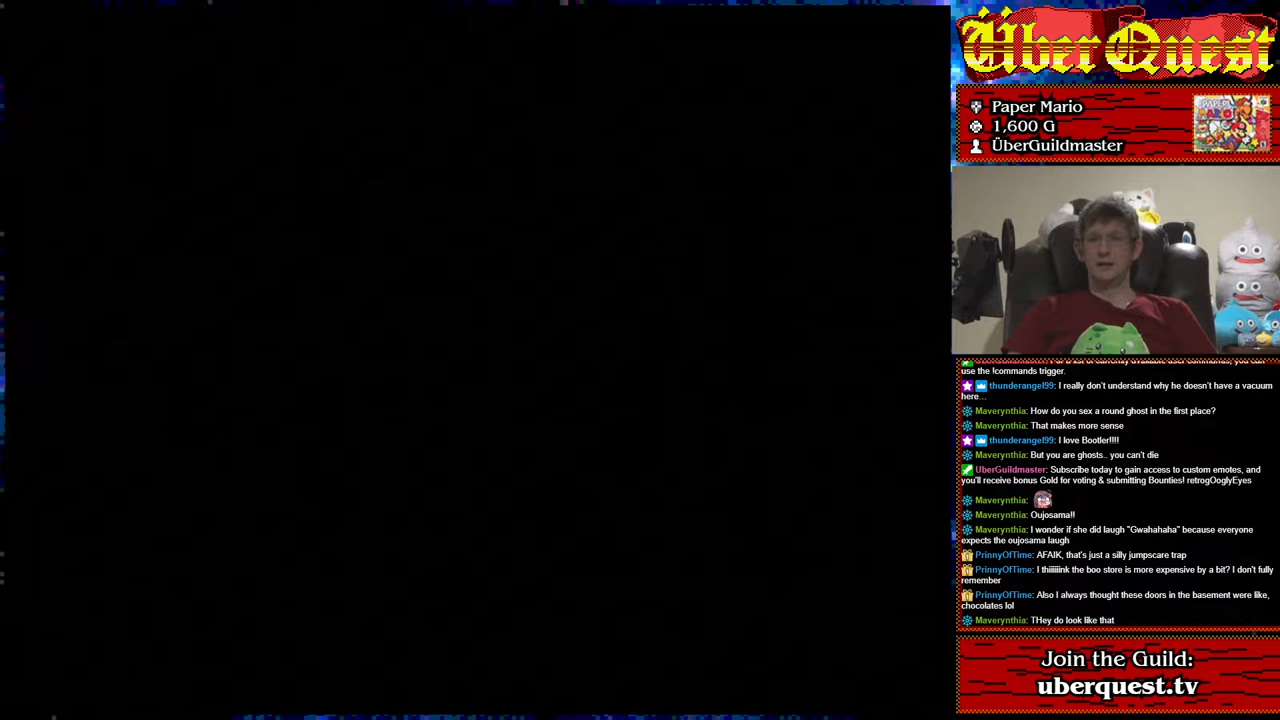 Über Quest
Paper Mario
1,600 G
ÜberGuildmaster
PAPER MARIO
use the !commands trigger.
thunderangel99: I really don't understand why he doesn't have a vacuum
here...
Maverynthia: How do you sex a round ghost in the first place?
Maverynthia: That makes more sense
thunderangel99: I love Bootler!!!!
Maverynthia: But you are ghosts.. you can't die
UberGuildmaster: Subscribe today to gain access to custom emotes, and
you'll receive bonus Gold for voting & submitting Bounties! retrogOoglyEyes
Maverynthia:
Maverynthia: Oujosama!!
Maverynthia: I wonder if she did laugh "Gwahahaha" because everyone
expects the oujosama laugh
PrinnyOfTime: AFAIK, that's just a silly jumpscare trap
PrinnyOfTime: I thiiiiiink the boo store is more expensive by a bit? I don't fully
remember
PrinnyOfTime: Also I always thought these doors in the basement were like,
chocolates lol
Maverynthia: THey do look like that
Join the Guild:
uberquest.tv